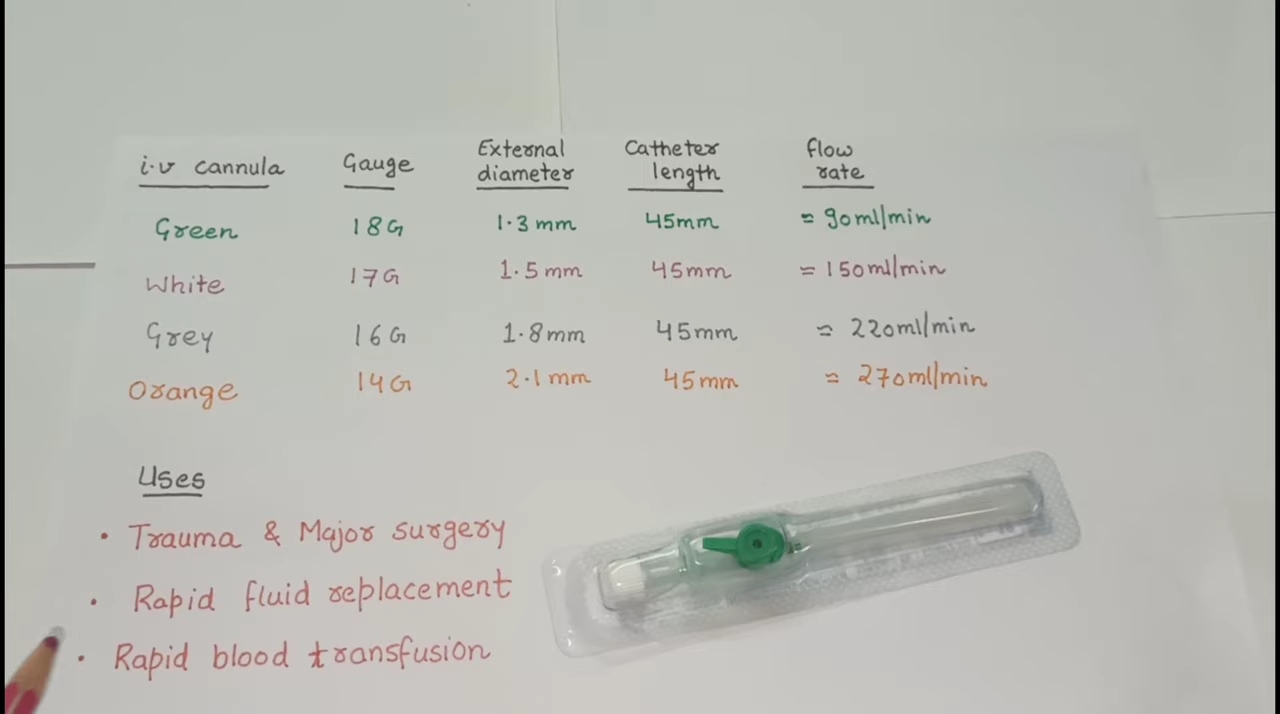 i.v cannula Gauge External diameter Catheter length flow rate
Green 18G 1.3mm 45mm ≈ 90ml/min
White 17G 1.5mm 45mm ≈ 150ml/min
Grey 16G 1.8mm 45mm ≈ 220ml/min
Orange 14G 2.1mm 45mm ≈ 270ml/min
Uses
• Trauma & Major surgery
• Rapid fluid replacement
• Rapid blood transfusion